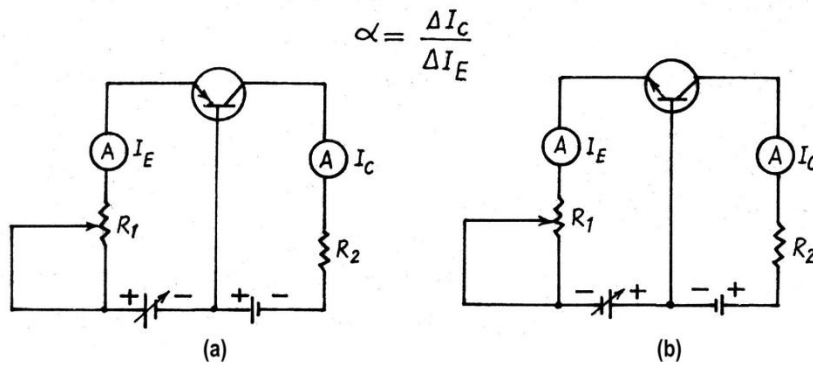 α = ΔI_C / ΔI_E
A I_E
A I_C
R_1
R_2
+ - + -
(a)
A I_E
A I_C
R_1
R_2
- + - +
(b)